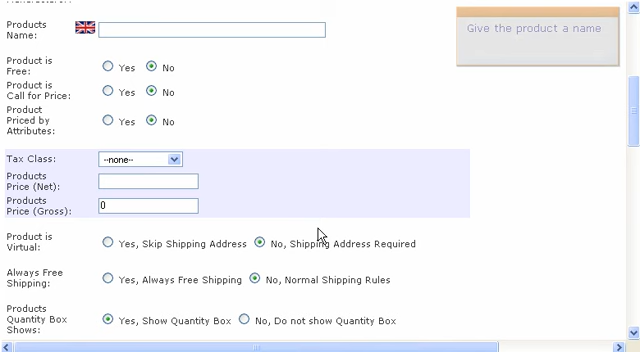 Products
Name:
Give the product a name
Product is
Free:
Yes No
Product is
Call for Price:
Yes No
Product
Priced by
Attributes:
Yes No
Tax Class:
--none--
Products
Price (Net):
Products
Price (Gross):
0
Product is
Virtual:
Yes, Skip Shipping Address No, Shipping Address Required
Always Free
Shipping:
Yes, Always Free Shipping No, Normal Shipping Rules
Products
Quantity Box
Shows:
Yes, Show Quantity Box No, Do not show Quantity Box